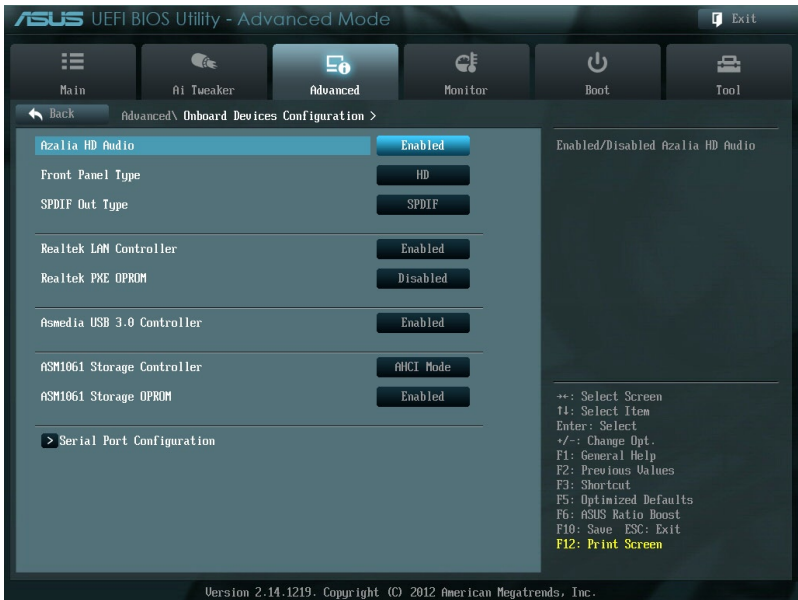 ASUS UEFI BIOS Utility - Advanced Mode
Exit
Main
Ai Tweaker
Advanced
Monitor
Boot
Tool
Back
Advanced\ Onboard Devices Configuration >
Azalia HD Audio Enabled
Front Panel Type HD
SPDIF Out Type SPDIF
Realtek LAN Controller Enabled
Realtek PXE OPROM Disabled
Asmedia USB 3.0 Controller Enabled
ASM1061 Storage Controller AHCI Mode
ASM1061 Storage OPROM Enabled
> Serial Port Configuration
Enabled/Disabled Azalia HD Audio
→←: Select Screen
↑↓: Select Item
Enter: Select
+/-: Change Opt.
F1: General Help
F2: Previous Values
F3: Shortcut
F5: Optimized Defaults
F6: ASUS Ratio Boost
F10: Save ESC: Exit
F12: Print Screen
Version 2.14.1219. Copyright (C) 2012 American Megatrends, Inc.